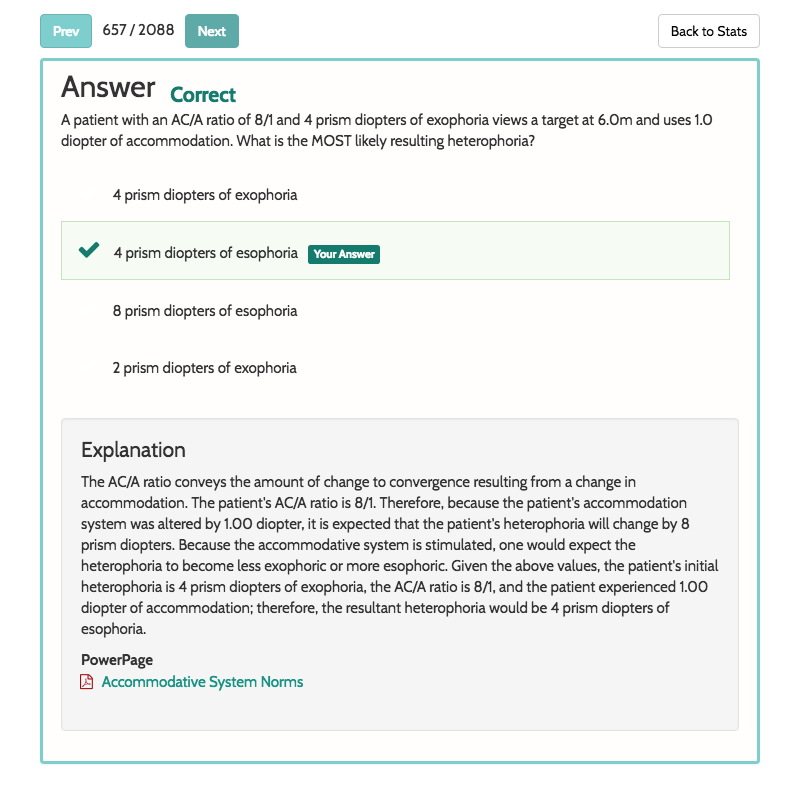 Prev 657 / 2088 Next Back to Stats
Answer Correct
A patient with an AC/A ratio of 8/1 and 4 prism diopters of exophoria views a target at 6.0m and uses 1.0
diopter of accommodation. What is the MOST likely resulting heterophoria?
4 prism diopters of exophoria
4 prism diopters of esophoria Your Answer
8 prism diopters of esophoria
2 prism diopters of exophoria
Explanation
The AC/A ratio conveys the amount of change to convergence resulting from a change in
accommodation. The patient's AC/A ratio is 8/1. Therefore, because the patient's accommodation
system was altered by 1.00 diopter, it is expected that the patient's heterophoria will change by 8
prism diopters. Because the accommodative system is stimulated, one would expect the
heterophoria to become less exophoric or more esophoric. Given the above values, the patient's initial
heterophoria is 4 prism diopters of exophoria, the AC/A ratio is 8/1, and the patient experienced 1.00
diopter of accommodation; therefore, the resultant heterophoria would be 4 prism diopters of
esophoria.
PowerPage
Accommodative System Norms